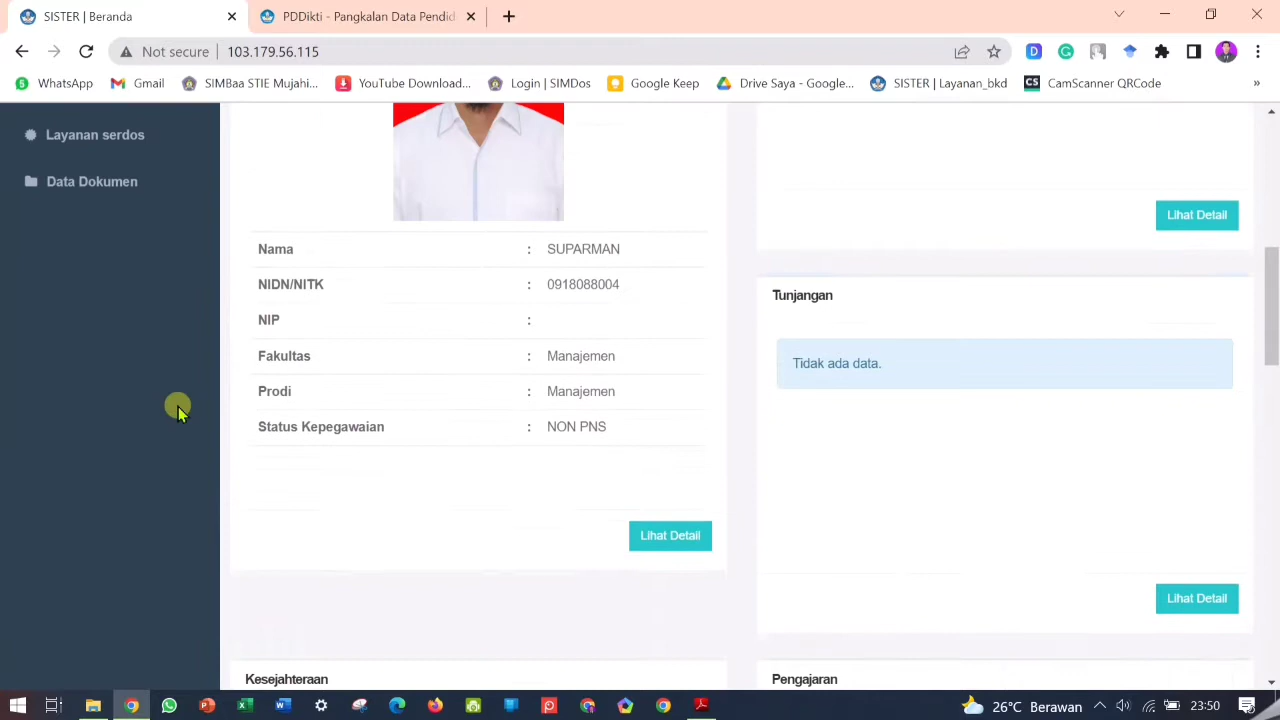 SISTER | Beranda
PDDikti - Pangkalan Data Pendid
Not secure
103.179.56.115
WhatsApp
Gmail
SIMBaa STIE Mujahi...
YouTube Download...
Login | SIMDos
Google Keep
Drive Saya - Google...
SISTER | Layanan_bkd
CS
CamScanner QRCode
»
Layanan serdos
Data Dokumen
Nama : SUPARMAN
NIDN/NITK : 0918088004
NIP :
Fakultas : Manajemen
Prodi : Manajemen
Status Kepegawaian : NON PNS
Lihat Detail
Lihat Detail
Tunjangan
Tidak ada data.
Lihat Detail
Kesejahteraan
Pengajaran
26°C Berawan
23:50